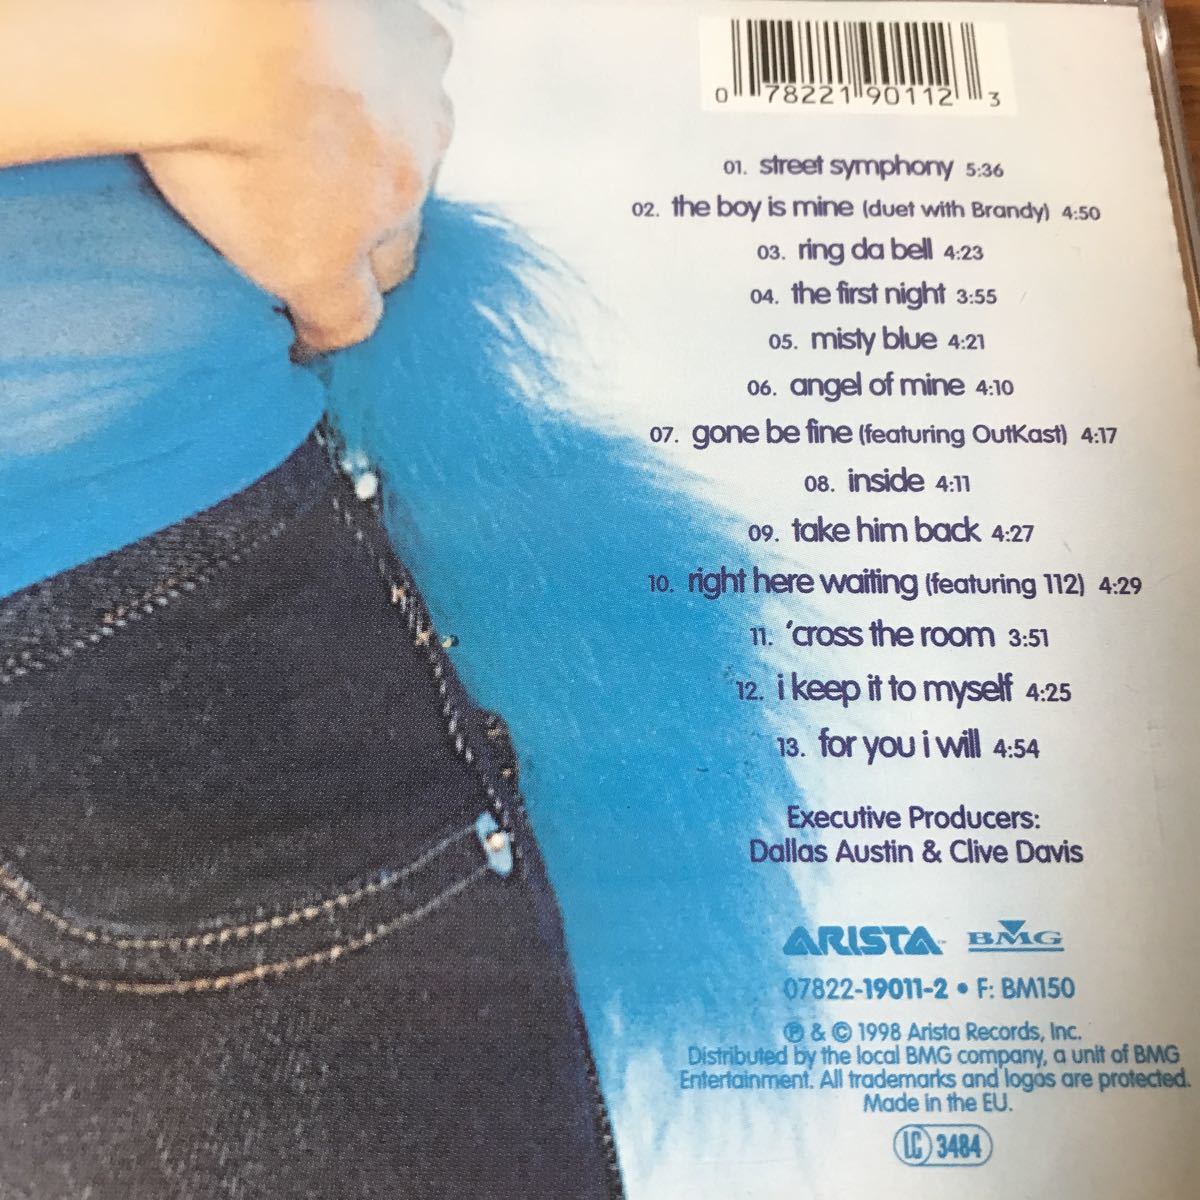 0 78221 90112 3
01. street symphony 5:36
02. the boy is mine (duet with Brandy) 4:50
03. ring da bell 4:23
04. the first night 3:55
05. misty blue 4:21
06. angel of mine 4:10
07. gone be fine (featuring OutKast) 4:17
08. inside 4:11
09. take him back 4:27
10. right here waiting (featuring 112) 4:29
11. 'cross the room 3:51
12. i keep it to myself 4:25
13. for you i will 4:54
Executive Producers:
Dallas Austin & Clive Davis
ARISTA™ BMG
07822-19011-2 • F: BM150
℗ & © 1998 Arista Records, Inc.
Distributed by the local BMG company, a unit of BMG
Entertainment. All trademarks and logos are protected.
Made in the EU.
LC 3484